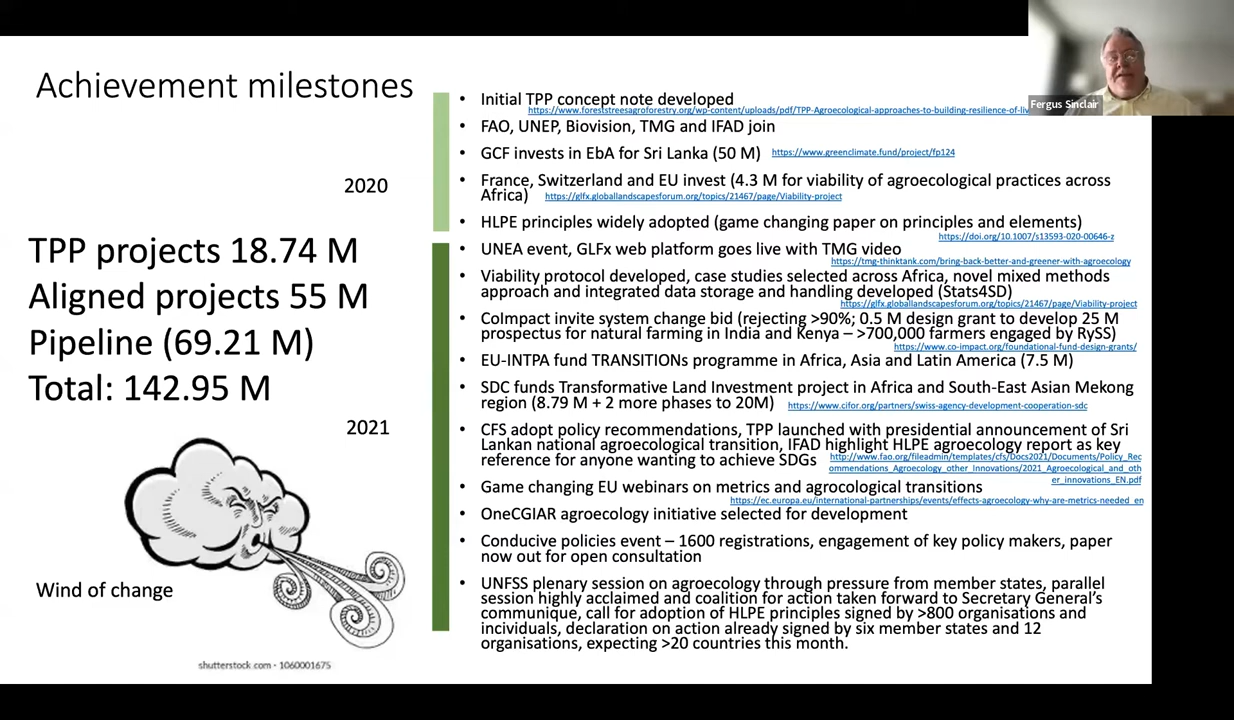 Achievement milestones
2020
TPP projects 18.74 M
Aligned projects 55 M
Pipeline (69.21 M)
Total: 142.95 M
2021
Wind of change
shutterstock.com • 1060001675
• Initial TPP concept note developed
https://www.foreststreesagroforestry.org/wp-content/uploads/pdf/TPP-Agroecological-approaches-to-building-resilience-of-liv
• FAO, UNEP, Biovision, TMG and IFAD join
• GCF invests in EbA for Sri Lanka (50 M) https://www.greenclimate.fund/project/fp124
• France, Switzerland and EU invest (4.3 M for viability of agroecological practices across
Africa) https://glfx.globallandscapesforum.org/topics/21467/page/Viability-project
• HLPE principles widely adopted (game changing paper on principles and elements)
https://doi.org/10.1007/s13593-020-00646-z
• UNEA event, GLFx web platform goes live with TMG video
https://tmg-thinktank.com/bring-back-better-and-greener-with-agroecology
• Viability protocol developed, case studies selected across Africa, novel mixed methods
approach and integrated data storage and handling developed (Stats4SD)
https://glfx.globallandscapesforum.org/topics/21467/page/Viability-project
• CoImpact invite system change bid (rejecting >90%; 0.5 M design grant to develop 25 M
prospectus for natural farming in India and Kenya – >700,000 farmers engaged by RySS)
https://www.co-impact.org/foundational-fund-design-grants/
• EU-INTPA fund TRANSITIONs programme in Africa, Asia and Latin America (7.5 M)
• SDC funds Transformative Land Investment project in Africa and South-East Asian Mekong
region (8.79 M + 2 more phases to 20M) https://www.cifor.org/partners/swiss-agency-development-cooperation-sdc
• CFS adopt policy recommendations, TPP launched with presidential announcement of Sri
Lankan national agroecological transition, IFAD highlight HLPE agroecology report as key
reference for anyone wanting to achieve SDGs http://www.fao.org/fileadmin/templates/cfs/Docs2021/Documents/Policy_Rec
ommendations_Agroecology_other_Innovations/2021_Agroecological_and_oth
er_innovations_EN.pdf
• Game changing EU webinars on metrics and agrocological transitions
https://ec.europa.eu/international-partnerships/events/effects-agroecology-why-are-metrics-needed_en
• OneCGIAR agroecology initiative selected for development
• Conducive policies event – 1600 registrations, engagement of key policy makers, paper
now out for open consultation
• UNFSS plenary session on agroecology through pressure from member states, parallel
session highly acclaimed and coalition for action taken forward to Secretary General's
communique, call for adoption of HLPE principles signed by >800 organisations and
incividuals, declaration on action already signed by six member states and 12
organisations, expecting >20 countries this month.
Fergus Sinclair